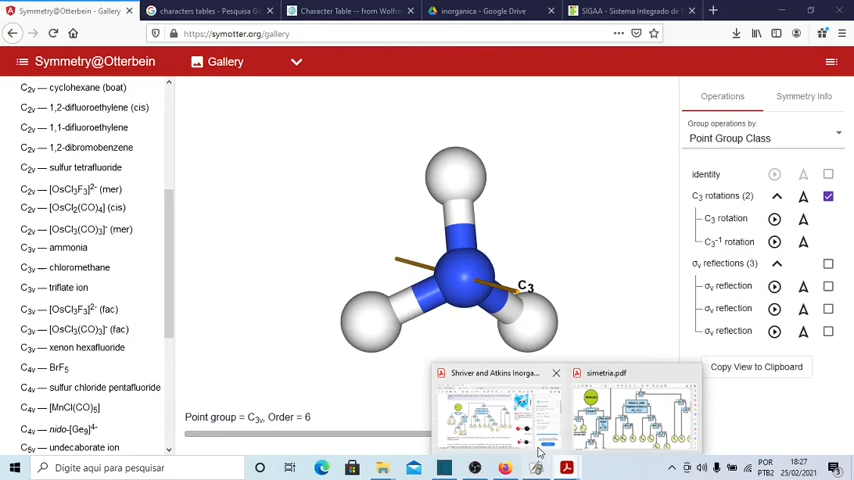 Symmetry@Otterbein - Gallery
characters tables - Pesquisa Go
Character Table -- from Wolfra
inorganica - Google Drive
SIGAA - Sistema Integrado de G
https://symotter.org/gallery
Symmetry@Otterbein
Gallery
C2v — cyclohexane (boat)
C2v — 1,2-difluoroethylene (cis)
C2v — 1,1-difluoroethylene
C2v — 1,2-dibromobenzene
C2v — sulfur tetrafluoride
C2v — [OsCl3F3]2- (mer)
C2v — [OsCl2(CO)4] (cis)
C2v — [OsCl3(CO)3]- (mer)
C3v — ammonia
C3v — chloromethane
C3v — triflate ion
C3v — [OsCl3F3]2- (fac)
C3v — [OsCl3(CO)3]- (fac)
C3v — xenon hexafluoride
C4v — BrF5
C4v — sulfur chloride pentafluoride
C4v — [MnCl(CO)5]
C4v — nido-[Ge9]4-
C5v — undecaborate ion
C3
Point group = C3v, Order = 6
Operations
Symmetry Info
Group operations by:
Point Group Class
identity
C3 rotations (2)
C3 rotation
C3-1 rotation
σv reflections (3)
σv reflection
σv reflection
σv reflection
Copy View to Clipboard
Shriver and Atkins Inorga...
simetria.pdf
Digite aqui para pesquisar
POR
PTB2
18:27
25/02/2021